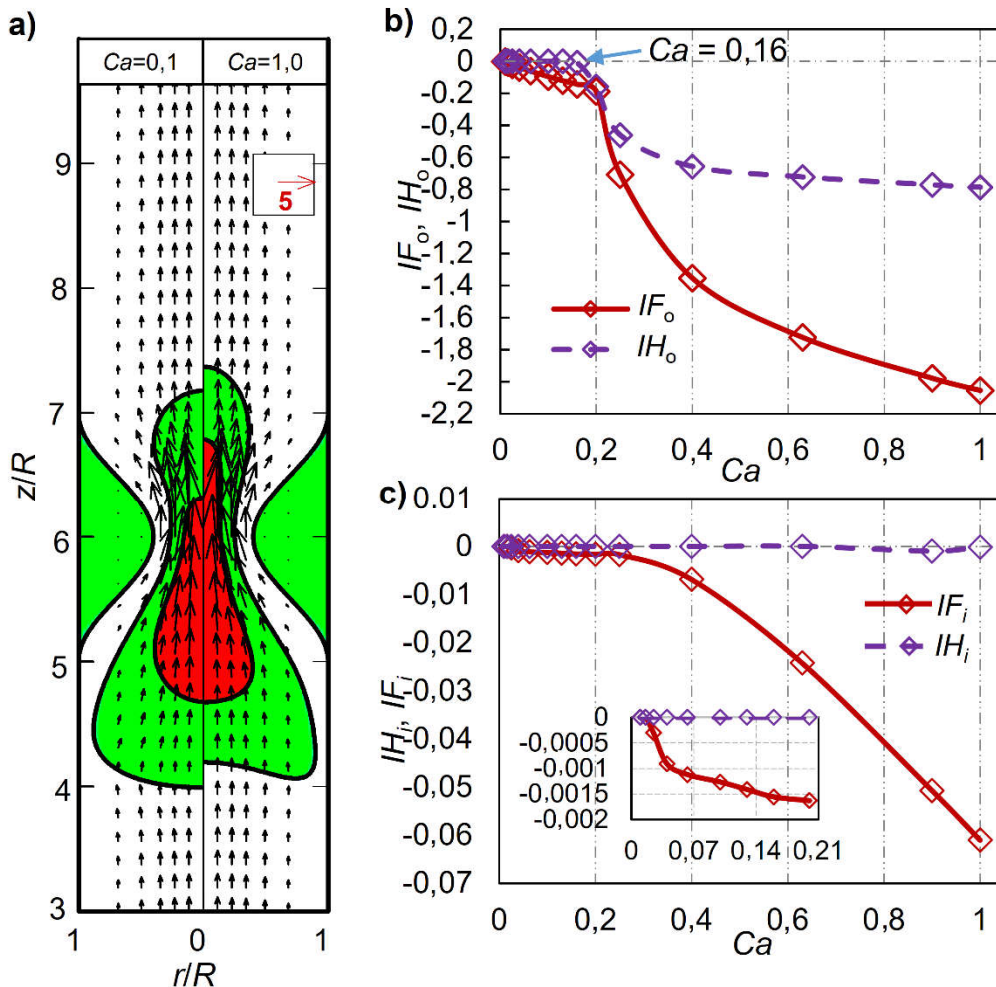 a)
Ca=0,1 Ca=1,0
5
9
8
7
6
5
4
3
z/R
1 0 1
r/R
b)
0,2
0
-0,2
-0,4
-0,6
-0,8
-1
-1,2
-1,4
-1,6
-1,8
-2
-2,2
IFo, IHo
Ca = 0,16
IFo
IHo
0 0,2 0,4 0,6 0,8 1
Ca
c)
0.01
0
-0,01
-0,02
-0,03
-0,04
-0,05
-0,06
-0,07
IHi, IFi
IFi
IHi
0
-0,0005
-0,001
-0,0015
-0,002
0 0,07 0,14 0,21
0 0,2 0,4 0,6 0,8 1
Ca